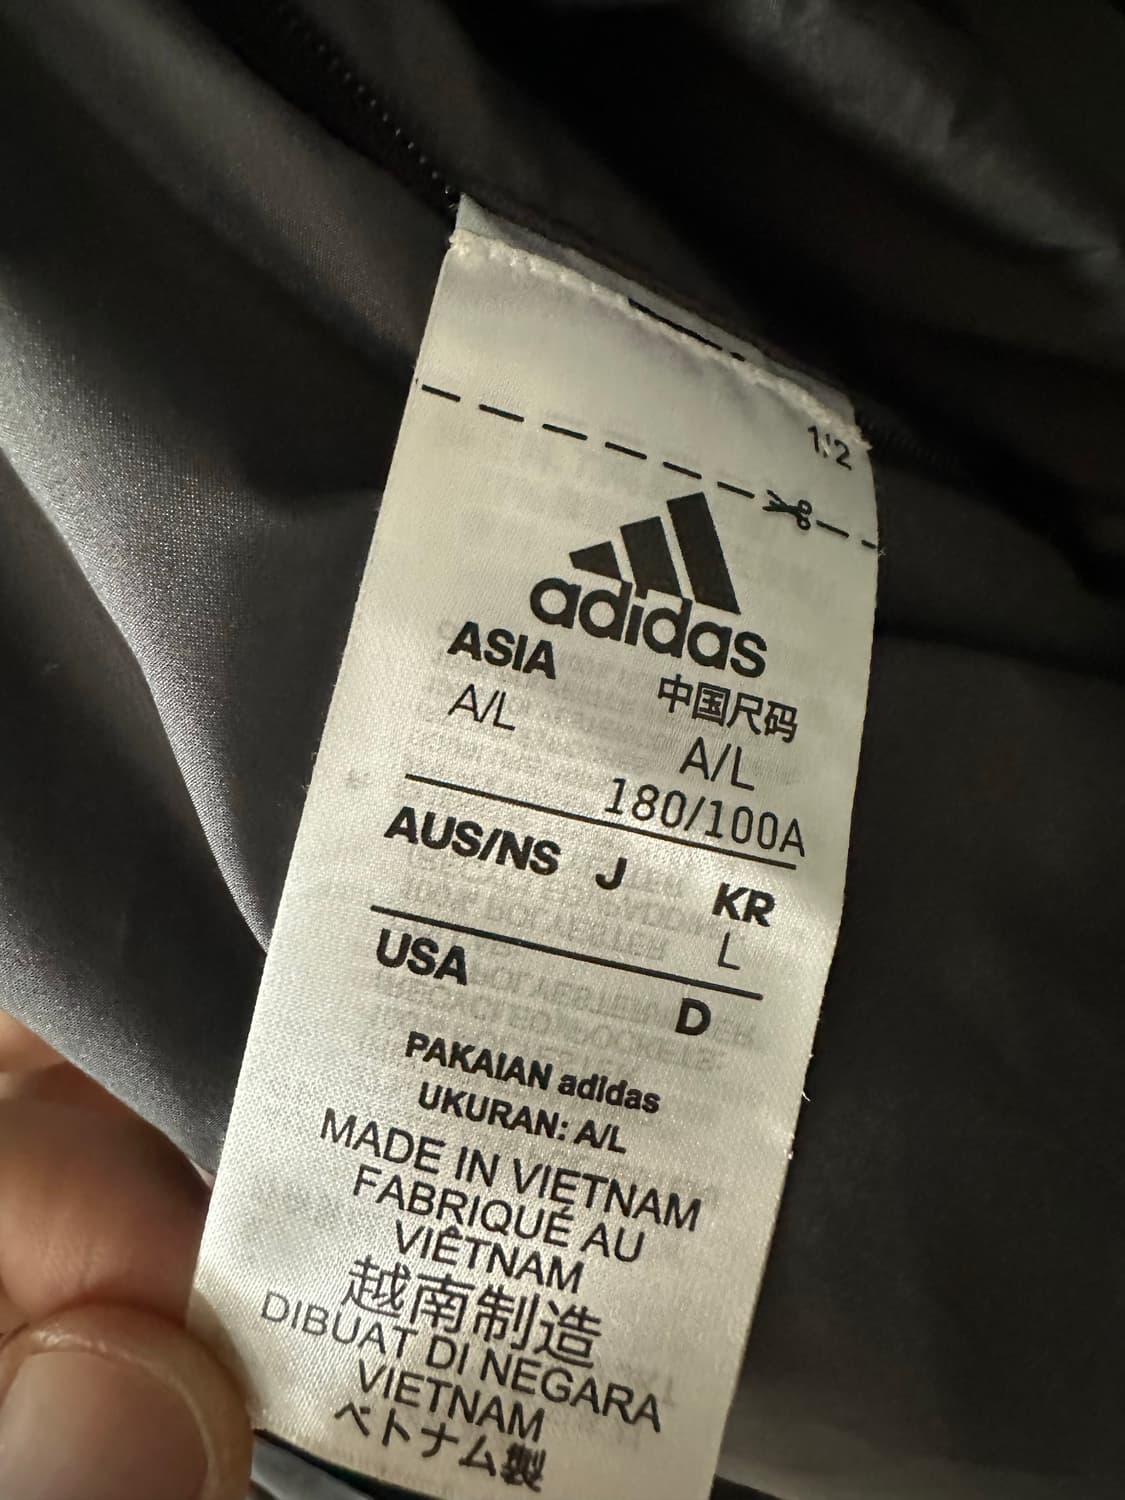 1/2
adidas
ASIA 中国尺码
A/L A/L
180/100A
AUS/NS J KR
L
USA D
PAKAIAN adidas
UKURAN: A/L
MADE IN VIETNAM
FABRIQUÉ AU
VIÊTNAM
越南制造
DIBUAT DI NEGARA
VIETNAM
ベトナム製